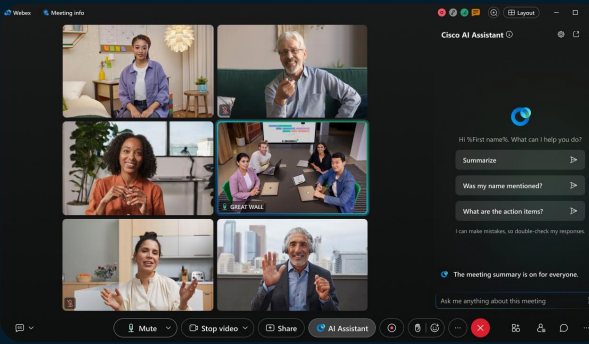 Webex
Meeting info
Layout
Cisco AI Assistant
Hi %First name%. What can I help you do?
Summarize
Was my name mentioned?
What are the action items?
I can make mistakes, so double-check my responses.
GREAT WALL
The meeting summary is on for everyone.
Ask me anything about this meeting
Mute
Stop video
Share
AI Assistant